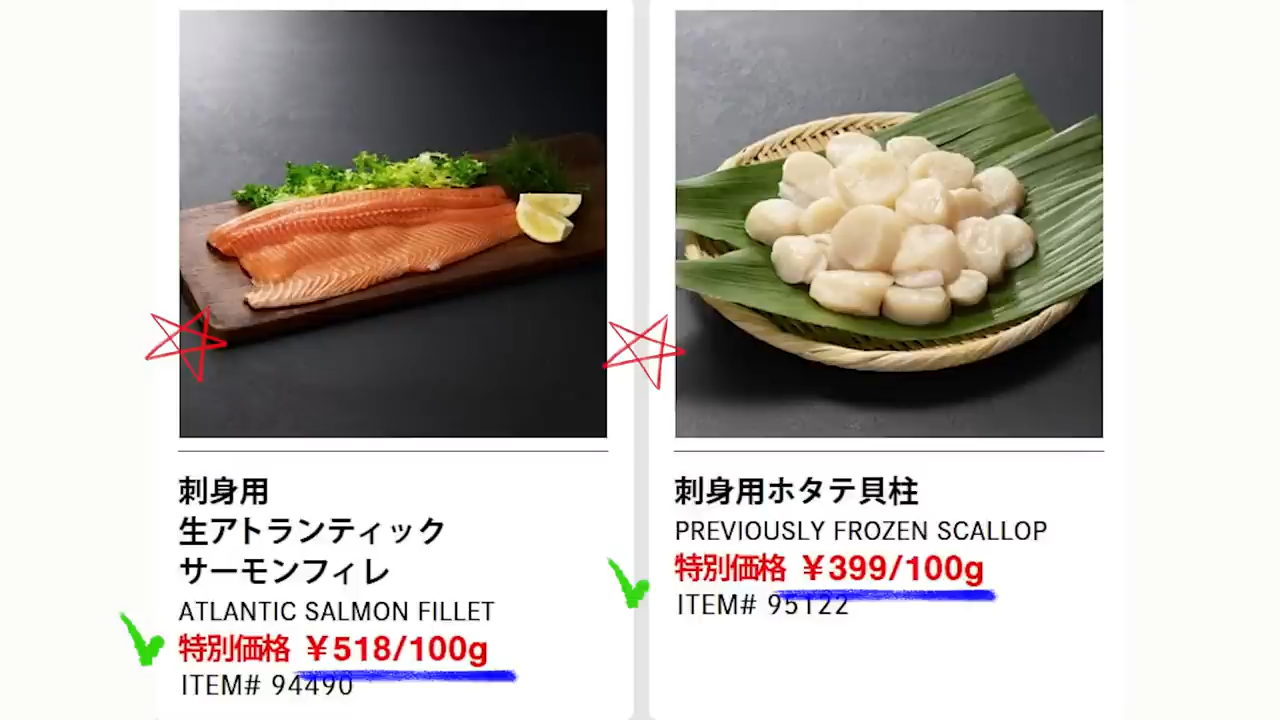 刺身用
生アトランティック
サーモンフィレ
ATLANTIC SALMON FILLET
特別価格 ¥518/100g
ITEM# 94490
刺身用ホタテ貝柱
PREVIOUSLY FROZEN SCALLOP
特別価格 ¥399/100g
ITEM# 95122